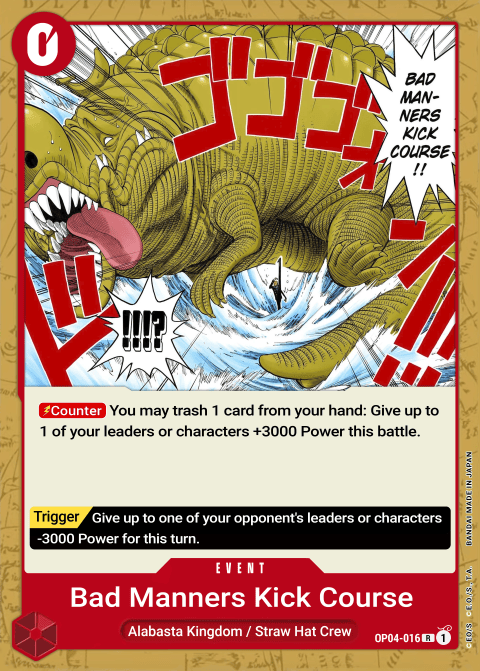 0
ゴゴゴゴ
BAD
MAN-
NERS
KICK
COURSE
!!
!!!?
Counter You may trash 1 card from your hand: Give up to
1 of your leaders or characters +3000 Power this battle.
Trigger Give up to one of your opponent's leaders or characters
-3000 Power for this turn.
EVENT
Bad Manners Kick Course
Alabasta Kingdom / Straw Hat Crew
OP04-016 R 1
BANDAI MADE IN JAPAN